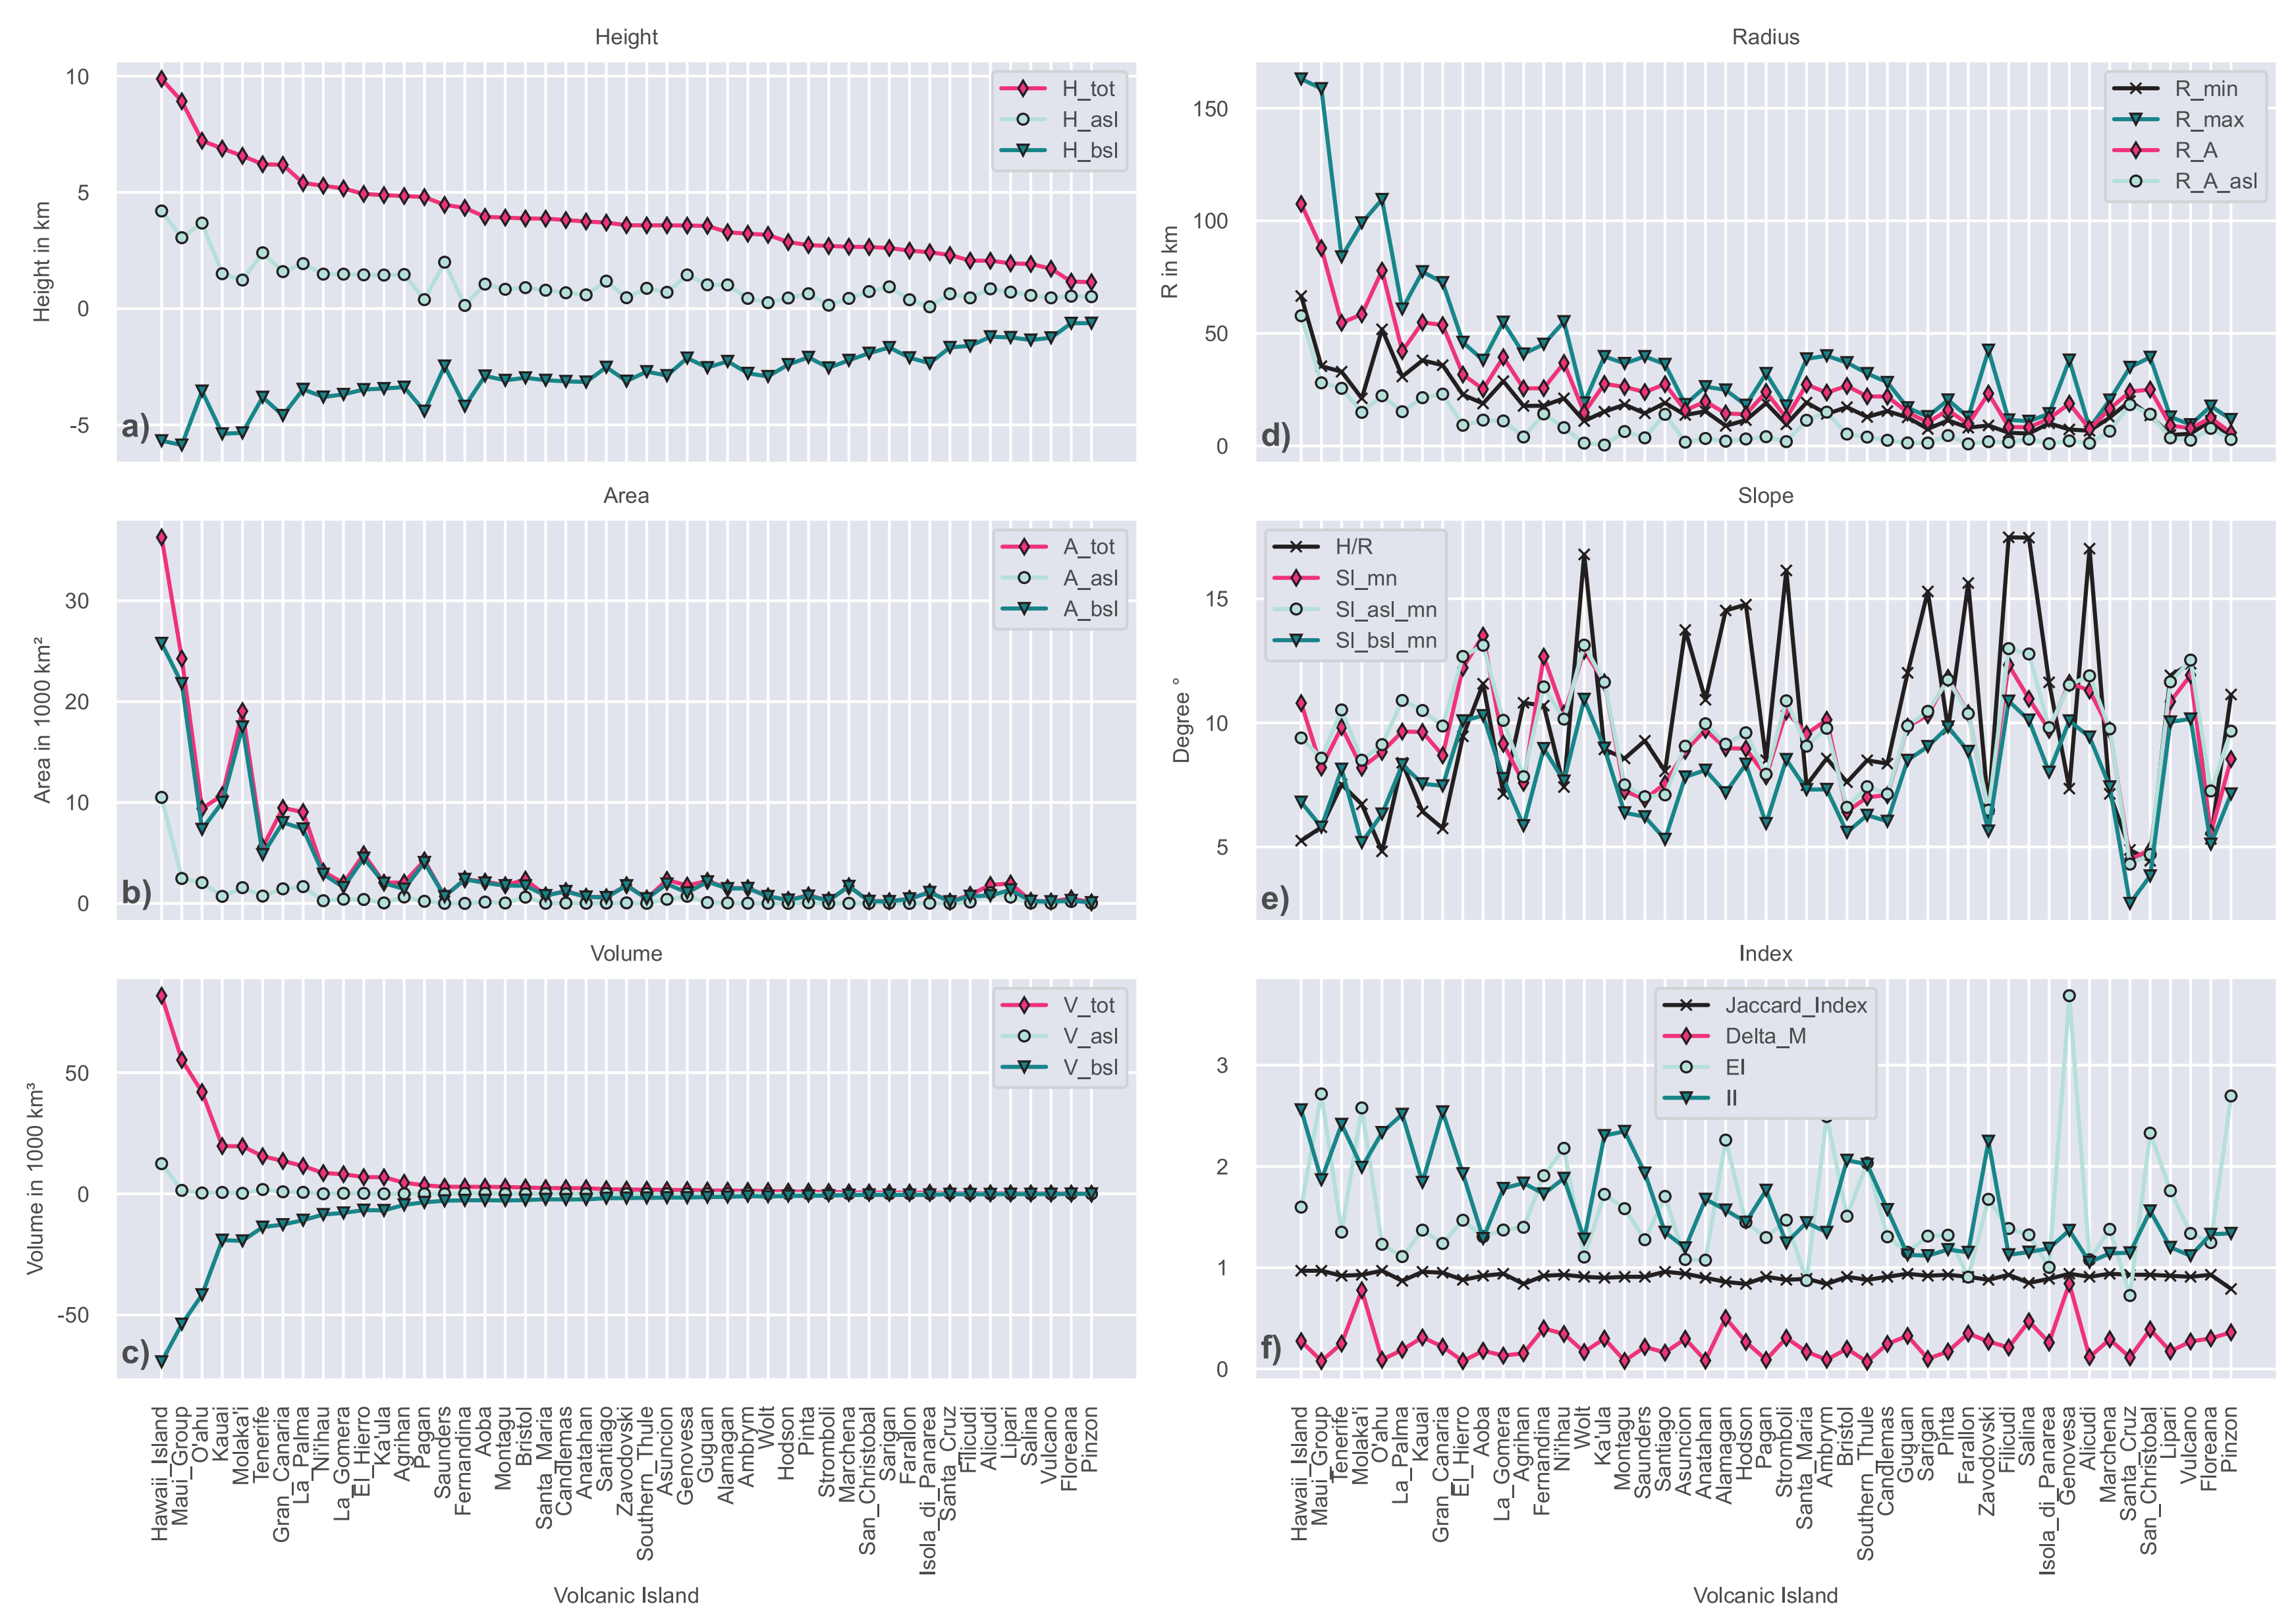 Height
10
5
0
-5
Height in km
H_tot
H_asl
H_bsl
a)
Area
30
20
10
0
Area in 1000 km²
A_tot
A_asl
A_bsl
b)
Volume
50
0
-50
Volume in 1000 km³
V_tot
V_asl
V_bsl
c)
Hawaii_Island
Maui_Group
O'ahu
Kauai
Molaka'i
Tenerife
Gran_Canaria
La_Palma
Ni'ihau
La_Gomera
El_Hierro
Ka'ula
Agrihan
Pagan
Saunders
Fernandina
Aoba
Montagu
Bristol
Santa_Maria
Candlemas
Anatahan
Santiago
Zavodovski
Southern_Thule
Asuncion
Genovesa
Guguan
Alamagan
Ambrym
Wolt
Hodson
Pinta
Stromboli
Marchena
San_Christobal
Sarigan
Farallon
Isola_di_Panarea
Santa_Cruz
Filicudi
Alicudi
Lipari
Salina
Vulcano
Floreana
Pinzon
Volcanic Island
Radius
150
100
50
0
R in km
R_min
R_max
R_A
R_A_asl
d)
Slope
15
10
5
Degree °
H/R
Sl_mn
Sl_asl_mn
Sl_bsl_mn
e)
Index
3
2
1
0
Jaccard_Index
Delta_M
EI
II
f)
Hawaii_Island
Maui_Group
Tenerife
Molaka'i
O'ahu
La_Palma
Kauai
Gran_Canaria
El_Hierro
Aoba
La_Gomera
Agrihan
Fernandina
Ni'ihau
Wolt
Ka'ula
Montagu
Saunders
Santiago
Asuncion
Anatahan
Alamagan
Hodson
Pagan
Stromboli
Santa_Maria
Ambrym
Bristol
Southern_Thule
Candlemas
Guguan
Sarigan
Pinta
Farallon
Zavodovski
Filicudi
Salina
Isola_di_Panarea
Genovesa
Alicudi
Marchena
Santa_Cruz
San_Christobal
Lipari
Vulcano
Floreana
Pinzon
Volcanic Island